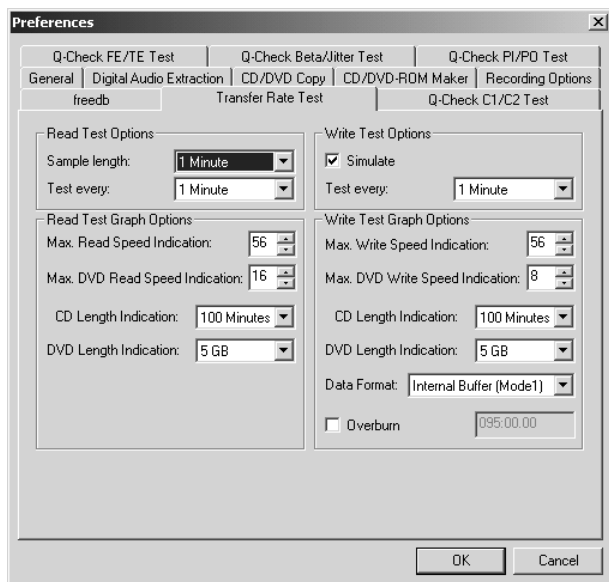 Preferences
Q-Check FE/TE Test
Q-Check Beta/Jitter Test
Q-Check PI/PO Test
General
Digital Audio Extraction
CD/DVD Copy
CD/DVD-ROM Maker
Recording Options
freedb
Transfer Rate Test
Q-Check C1/C2 Test
Read Test Options
Sample length: 1 Minute
Test every: 1 Minute
Write Test Options
Simulate
Test every: 1 Minute
Read Test Graph Options
Max. Read Speed Indication: 56
Max. DVD Read Speed Indication: 16
CD Length Indication: 100 Minutes
DVD Length Indication: 5 GB
Write Test Graph Options
Max. Write Speed Indication: 56
Max. DVD Write Speed Indication: 8
CD Length Indication: 100 Minutes
DVD Length Indication: 5 GB
Data Format: Internal Buffer (Mode1)
Overburn 095:00.00
OK
Cancel